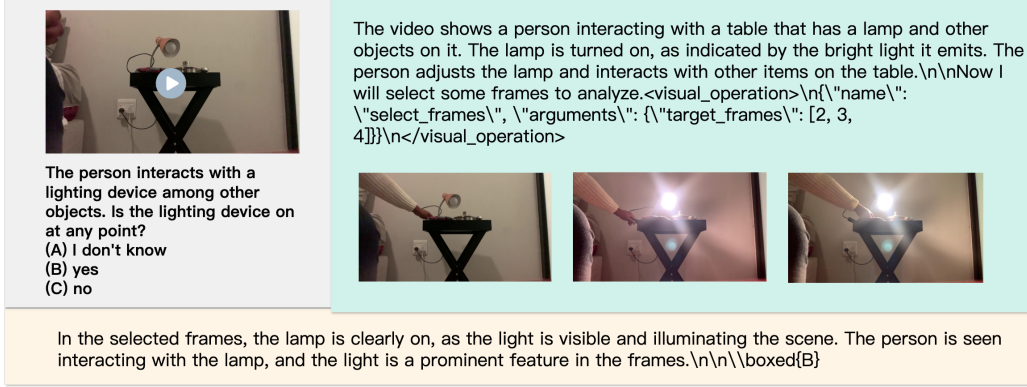 The person interacts with a
lighting device among other
objects. Is the lighting device on
at any point?
(A) I don't know
(B) yes
(C) no
The video shows a person interacting with a table that has a lamp and other
objects on it. The lamp is turned on, as indicated by the bright light it emits. The
person adjusts the lamp and interacts with other items on the table.\n\nNow I
will select some frames to analyze.<visual_operation>\n{\"name\":
\"select_frames\", \"arguments\": {\"target_frames\": [2, 3,
4]}}\n</visual_operation>
In the selected frames, the lamp is clearly on, as the light is visible and illuminating the scene. The person is seen
interacting with the lamp, and the light is a prominent feature in the frames.\n\n\\boxed{B}